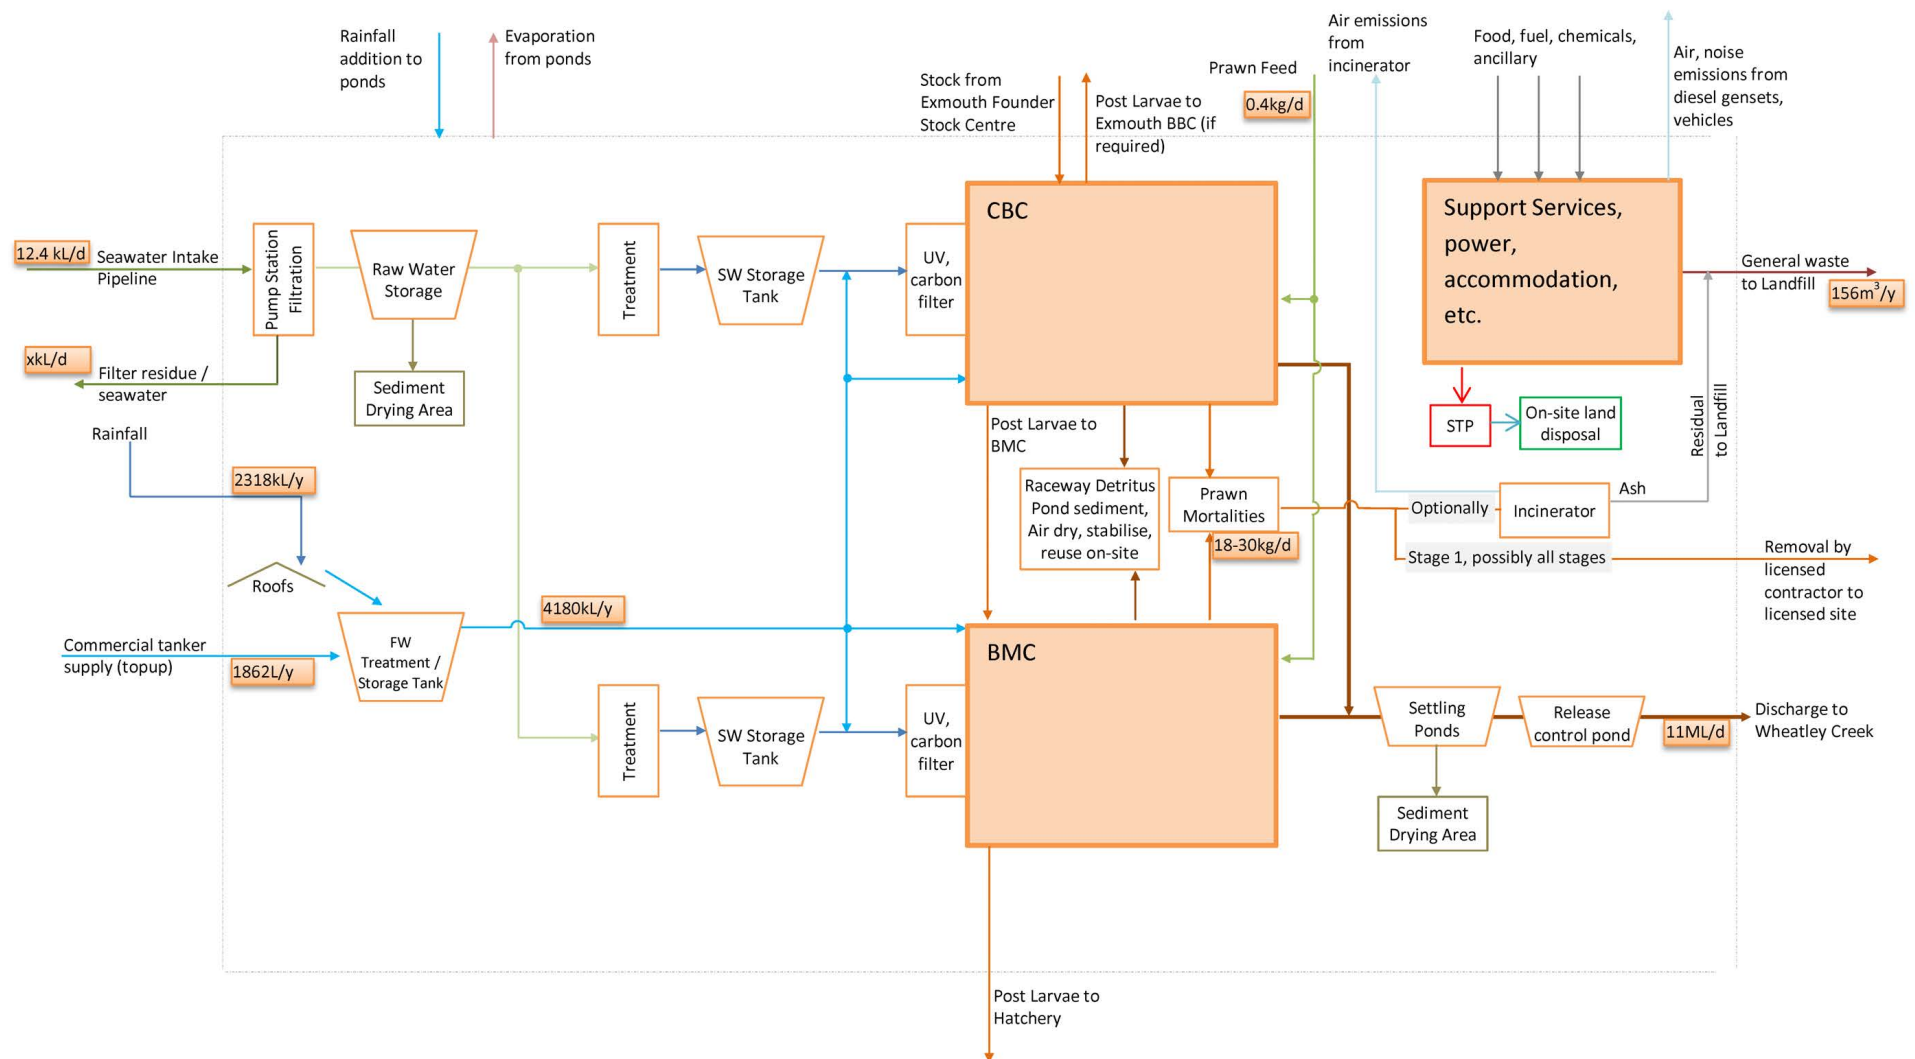 Rainfall
addition to
ponds
Evaporation
from ponds
Stock from
Exmouth Founder
Stock Centre
Post Larvae to
Exmouth BBC (if
required)
Prawn Feed
0.4kg/d
Air emissions
from
incinerator
Food, fuel, chemicals,
ancillary
Air, noise
emissions from
diesel gensets,
vehicles
12.4 kL/d
Seawater Intake
Pipeline
Pump Station
Filtration
Raw Water
Storage
Treatment
SW Storage
Tank
UV,
carbon
filter
CBC
Support Services,
power,
accommodation,
etc.
General waste
to Landfill
156m³/y
xkL/d
Filter residue /
seawater
Sediment
Drying Area
Rainfall
2318kL/y
Roofs
Post Larvae to
BMC
Raceway Detritus
Pond sediment,
Air dry, stabilise,
reuse on-site
Prawn
Mortalities
18-30kg/d
STP
On-site land
disposal
Residual
to Landfill
Optionally
Incinerator
Ash
Stage 1, possibly all stages
Removal by
licensed
contractor to
licensed site
Commercial tanker
supply (topup)
1862L/y
FW
Treatment /
Storage Tank
4180kL/y
BMC
Treatment
SW Storage
Tank
UV,
carbon
filter
Settling
Ponds
Release
control pond
11ML/d
Discharge to
Wheatley Creek
Sediment
Drying Area
Post Larvae to
Hatchery